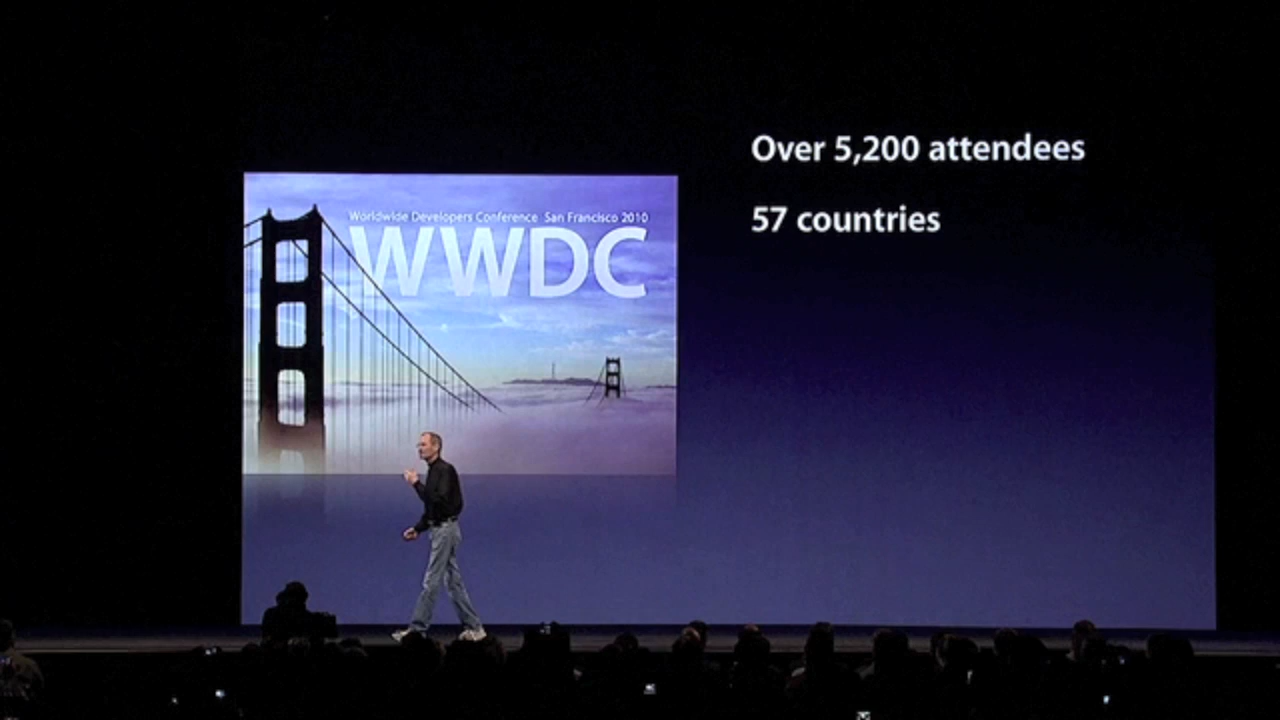 Worldwide Developers Conference San Francisco 2010
WWDC
Over 5,200 attendees
57 countries